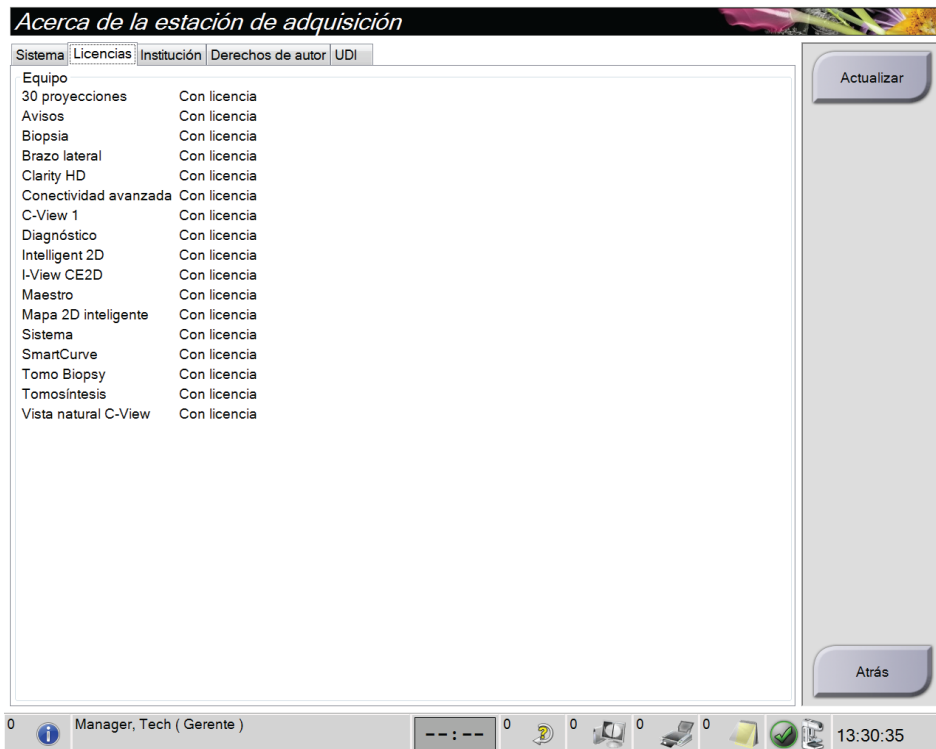 Acerca de la estación de adquisición
Sistema Licencias Institución Derechos de autor UDI
Actualizar
Equipo
30 proyecciones Con licencia
Avisos Con licencia
Biopsia Con licencia
Brazo lateral Con licencia
Clarity HD Con licencia
Conectividad avanzada Con licencia
C-View 1 Con licencia
Diagnóstico Con licencia
Intelligent 2D Con licencia
I-View CE2D Con licencia
Maestro Con licencia
Mapa 2D inteligente Con licencia
Sistema Con licencia
SmartCurve Con licencia
Tomo Biopsy Con licencia
Tomosíntesis Con licencia
Vista natural C-View Con licencia
Atrás
0 Manager, Tech ( Gerente ) --:-- 0 0 0 0 13:30:35